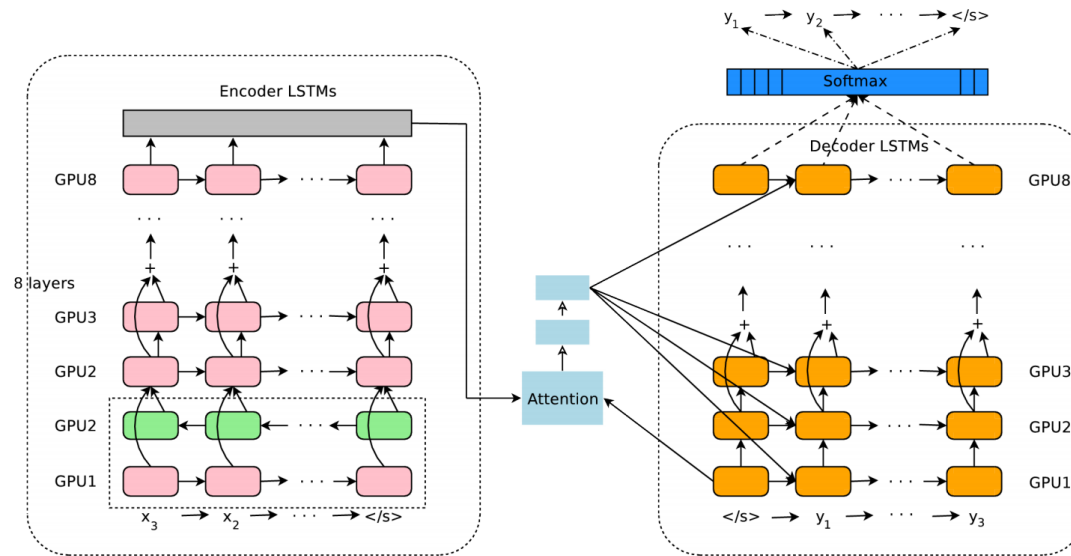 y₁ y₂ · · · </s>
Softmax
Encoder LSTMs
Decoder LSTMs
GPU8 · · · · · · GPU8
· · · · · · · · · · · · · · ·
+ + +
8 layers
GPU3 · · ·
+ + +
GPU2 · · · · · · GPU3
Attention
GPU2 · · · · · · GPU2
GPU1 · · · · · · GPU1
x₃ x₂ · · · </s>
</s> y₁ · · · y₃